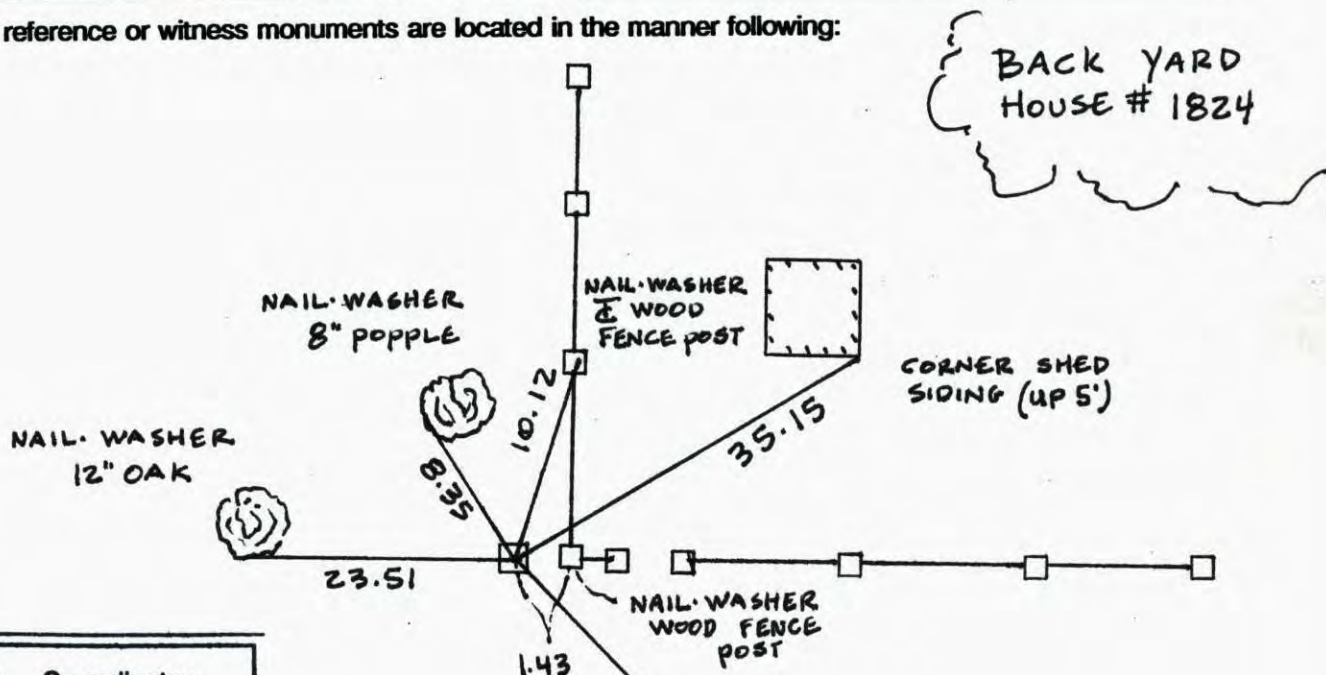 reference or witness monuments are located in the manner following:
BACK YARD
HOUSE # 1824
NAIL·WASHER
8" POPPLE
NAIL·WASHER
℄ WOOD
FENCE POST
CORNER SHED
SIDING (UP 5')
NAIL·WASHER
12" OAK
10.12
35.15
8.35
23.51
NAIL·WASHER
WOOD FENCE
POST
1.43